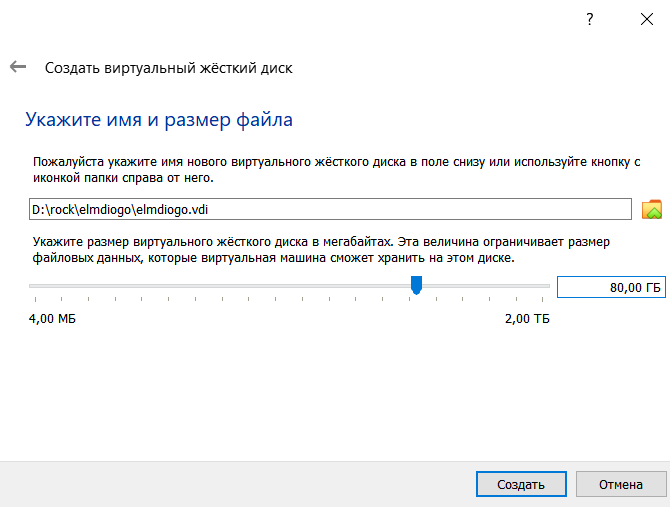 ?
Создать виртуальный жёсткий диск
Укажите имя и размер файла
Пожалуйста укажите имя нового виртуального жёсткого диска в поле снизу или используйте кнопку с
иконкой папки справа от него.
D:\rock\elmdiogo\elmdiogo.vdi
Укажите размер виртуального жёсткого диска в мегабайтах. Эта величина ограничивает размер
файловых данных, которые виртуальная машина сможет хранить на этом диске.
80,00 ГБ
4,00 МБ 2,00 ТБ
Создать Отмена